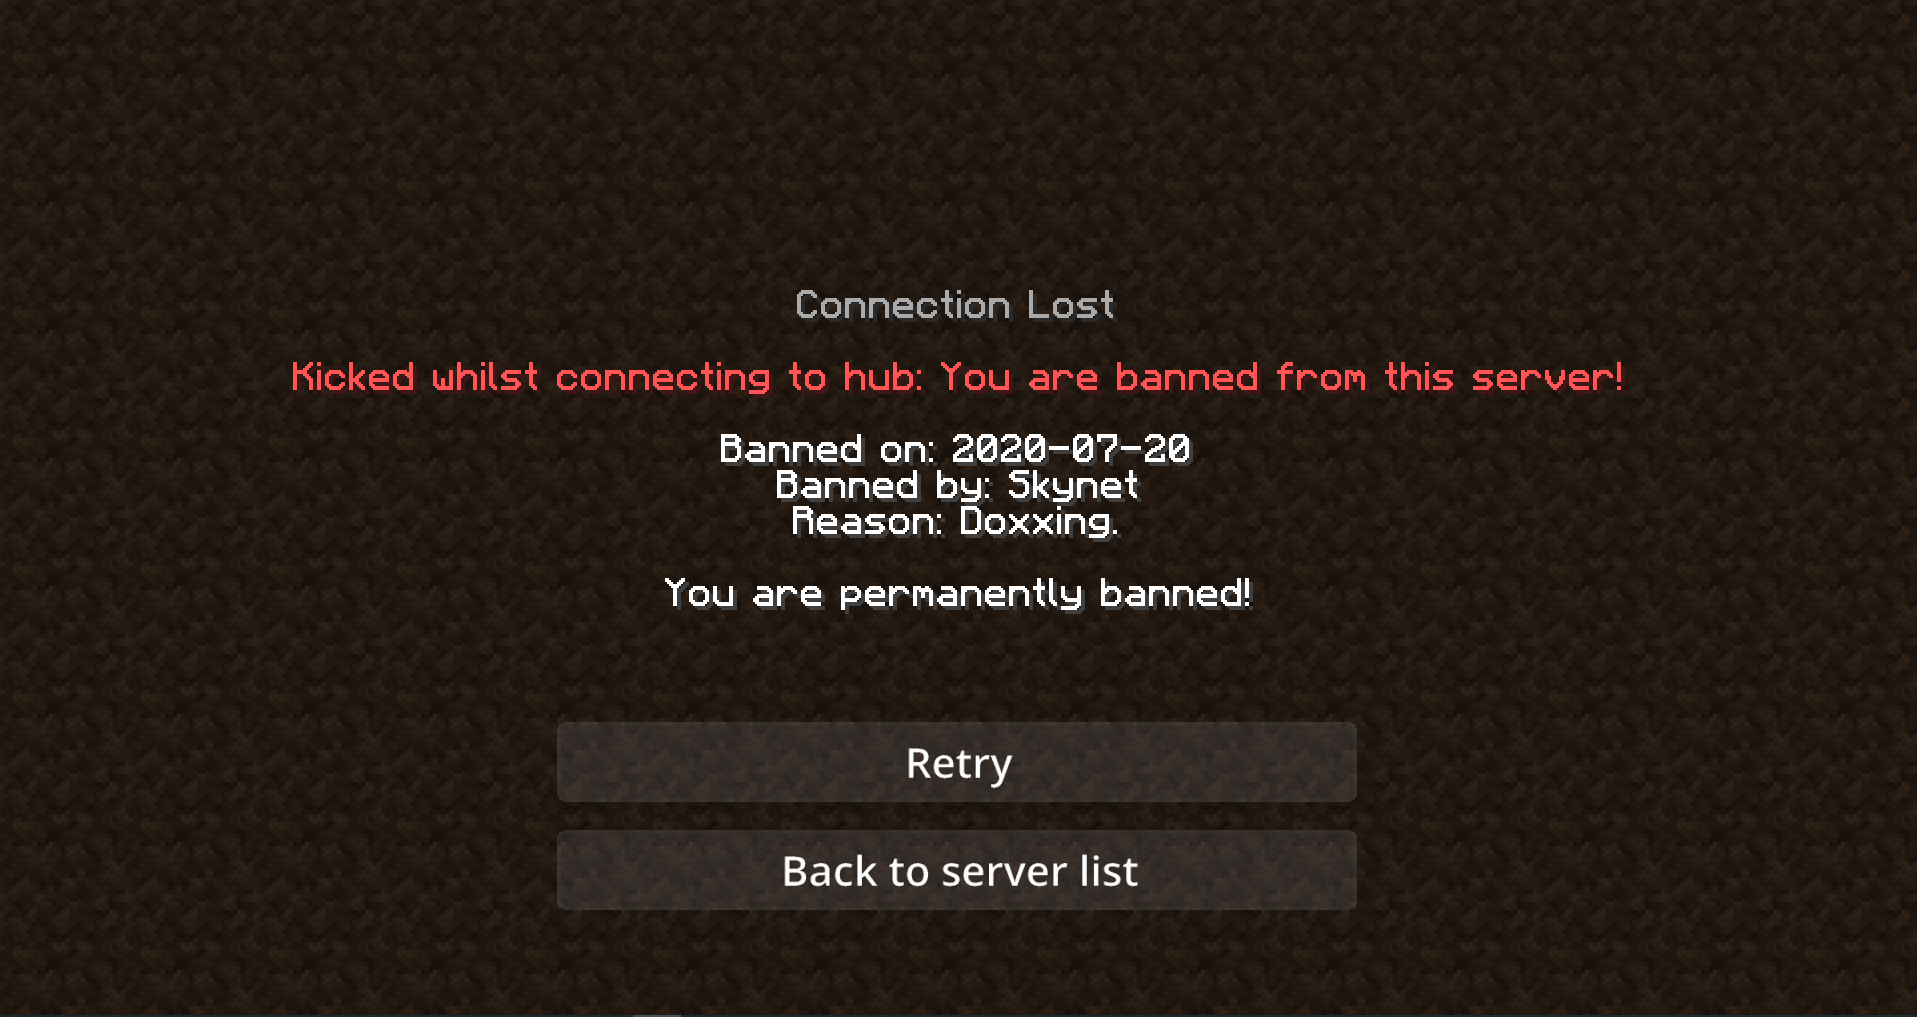 Connection Lost
Kicked whilst connecting to hub: You are banned from this server!
Banned on: 2020-07-20
Banned by: Skynet
Reason: Doxxing.
You are permanently banned!
Retry
Back to server list